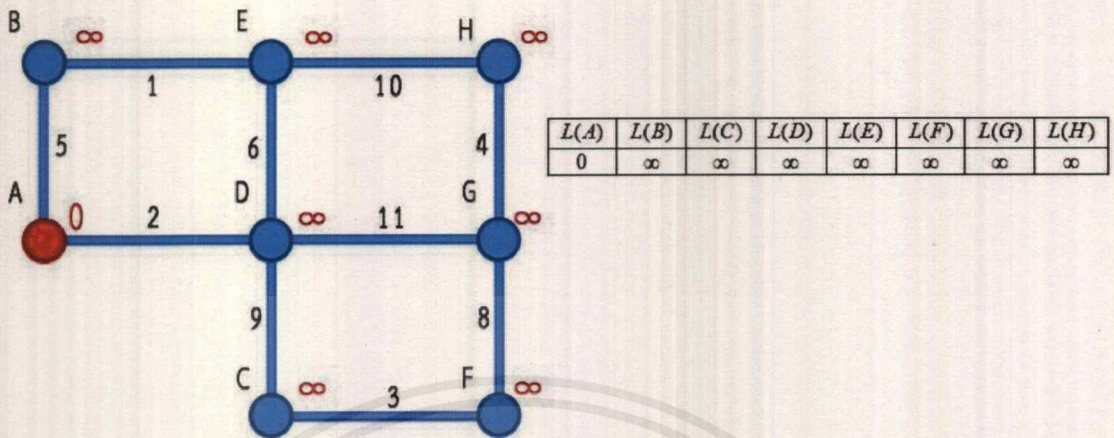 B ∞ E ∞ H ∞
1 10
5 6 4
A 0 2 D ∞ 11 G ∞
9 8
C ∞ 3 F ∞
L(A) L(B) L(C) L(D) L(E) L(F) L(G) L(H)
0 ∞ ∞ ∞ ∞ ∞ ∞ ∞